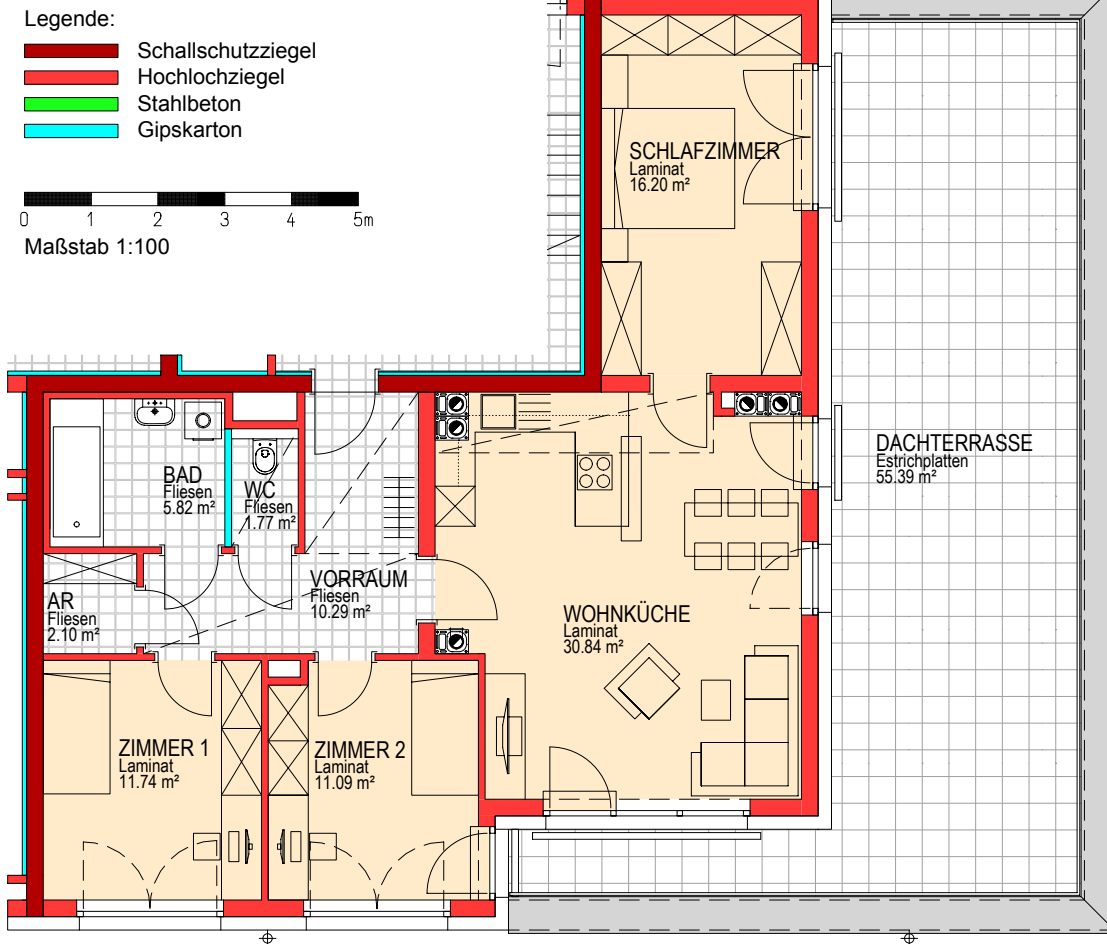 Legende:
Schallschutzziegel
Hochlochziegel
Stahlbeton
Gipskarton
0 1 2 3 4 5m
Maßstab 1:100
SCHLAFZIMMER
Laminat
16.20 m²
DACHTERRASSE
Estrichplatten
55.39 m²
BAD
Fliesen
5.82 m²
WC
Fliesen
1.77 m²
VORRAUM
Fliesen
10.29 m²
AR
Fliesen
2.10 m²
WOHNKÜCHE
Laminat
30.84 m²
ZIMMER 1
Laminat
11.74 m²
ZIMMER 2
Laminat
11.09 m²